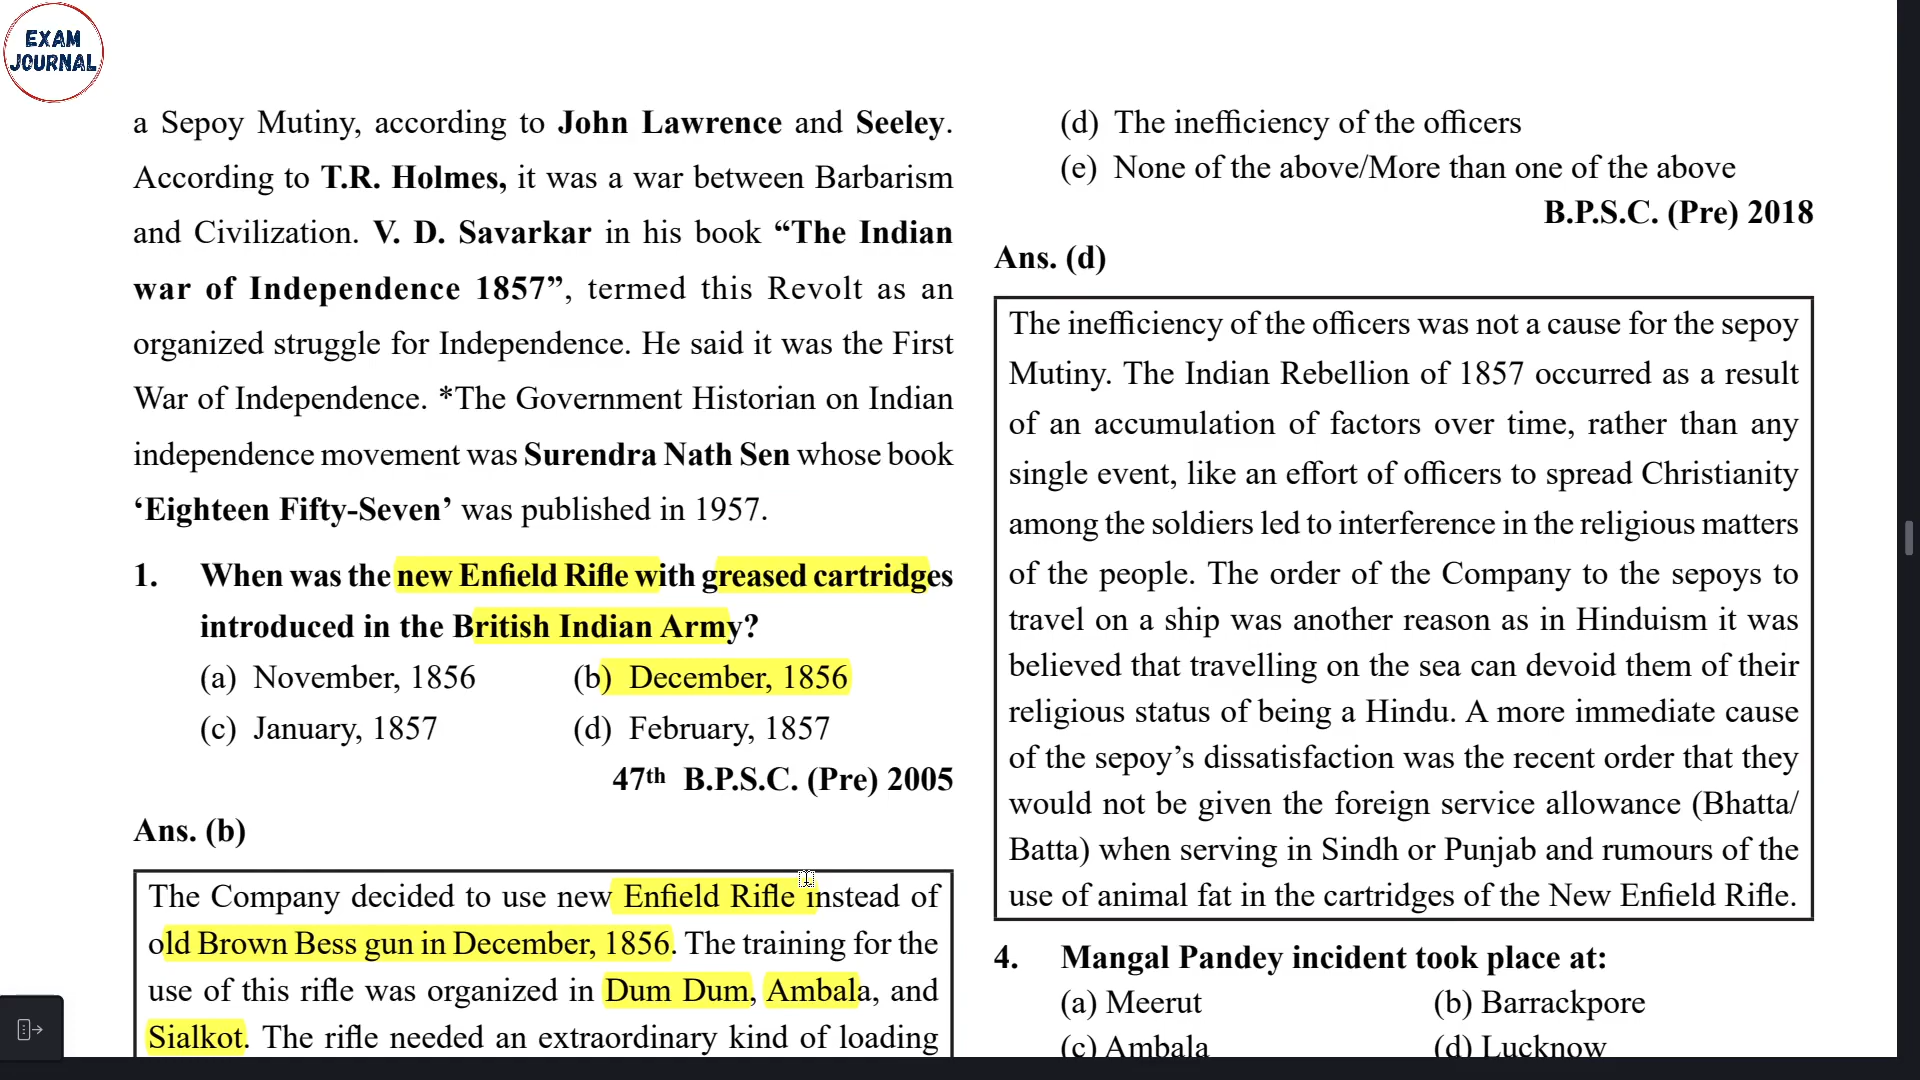 EXAM
JOURNAL
a Sepoy Mutiny, according to John Lawrence and Seeley.
According to T.R. Holmes, it was a war between Barbarism
and Civilization. V. D. Savarkar in his book “The Indian
war of Independence 1857”, termed this Revolt as an
organized struggle for Independence. He said it was the First
War of Independence. *The Government Historian on Indian
independence movement was Surendra Nath Sen whose book
‘Eighteen Fifty-Seven’ was published in 1957.
1. When was the new Enfield Rifle with greased cartridges
introduced in the British Indian Army?
(a) November, 1856 (b) December, 1856
(c) January, 1857 (d) February, 1857
47th B.P.S.C. (Pre) 2005
Ans. (b)
The Company decided to use new Enfield Rifle instead of
old Brown Bess gun in December, 1856. The training for the
use of this rifle was organized in Dum Dum, Ambala, and
Sialkot. The rifle needed an extraordinary kind of loading
(d) The inefficiency of the officers
(e) None of the above/More than one of the above
B.P.S.C. (Pre) 2018
Ans. (d)
The inefficiency of the officers was not a cause for the sepoy
Mutiny. The Indian Rebellion of 1857 occurred as a result
of an accumulation of factors over time, rather than any
single event, like an effort of officers to spread Christianity
among the soldiers led to interference in the religious matters
of the people. The order of the Company to the sepoys to
travel on a ship was another reason as in Hinduism it was
believed that travelling on the sea can devoid them of their
religious status of being a Hindu. A more immediate cause
of the sepoy’s dissatisfaction was the recent order that they
would not be given the foreign service allowance (Bhatta/
Batta) when serving in Sindh or Punjab and rumours of the
use of animal fat in the cartridges of the New Enfield Rifle.
4. Mangal Pandey incident took place at:
(a) Meerut (b) Barrackpore
(c) Ambala (d) Lucknow